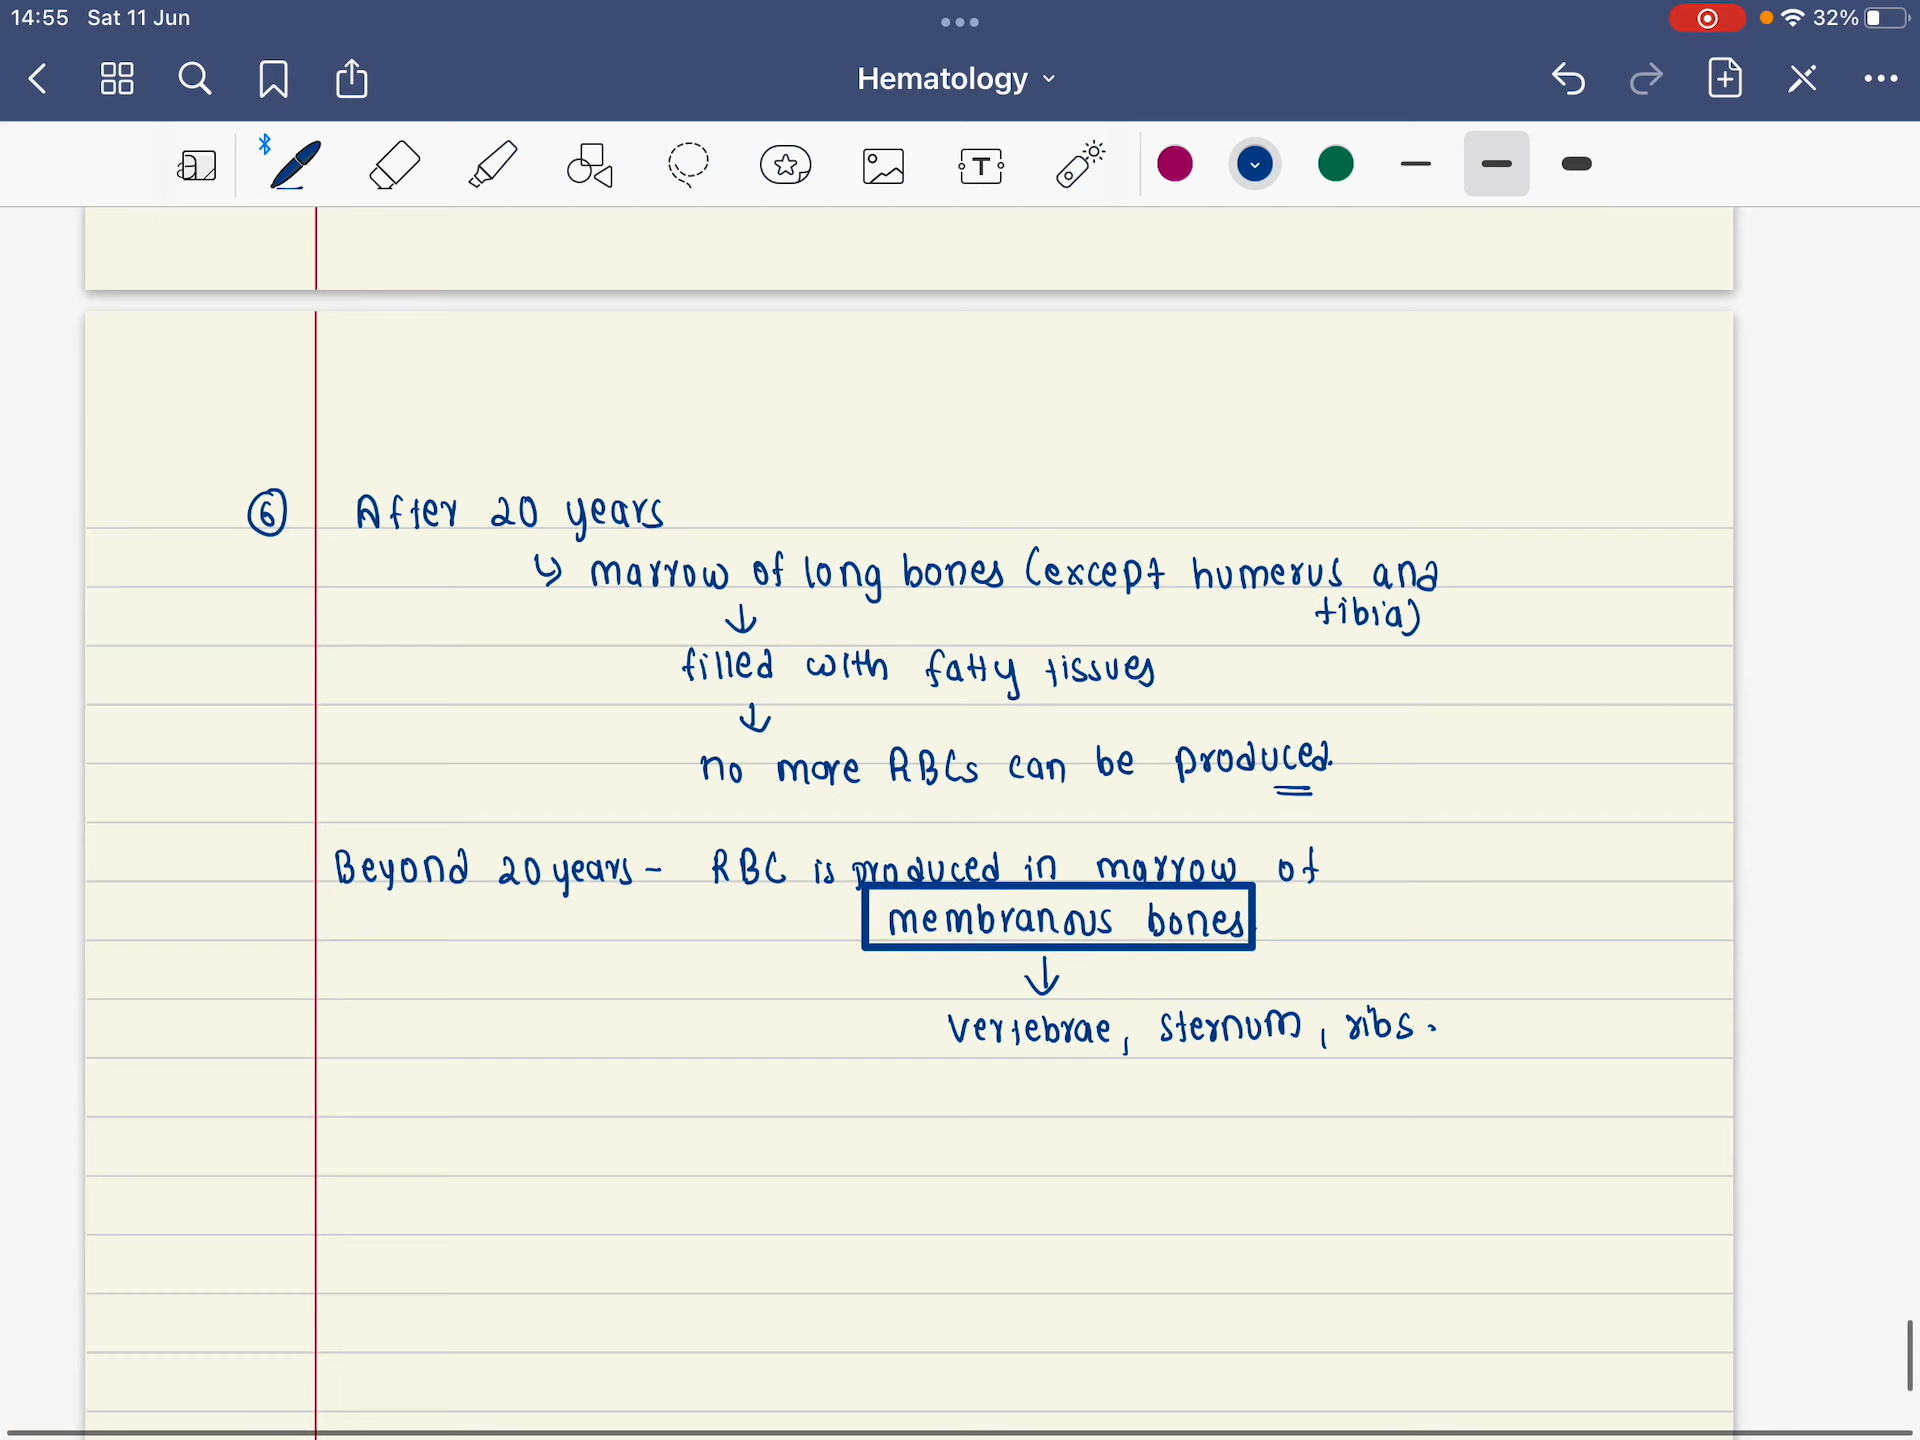 14:55 Sat 11 Jun
32%
Hematology
T
⑥ After 20 years
↳ marrow of long bones (except humerus and
tibia)
↓
filled with fatty tissues
↓
no more RBCs can be produced.
Beyond 20 years - RBC is produced in marrow of
membranous bones.
↓
vertebrae, sternum, ribs.